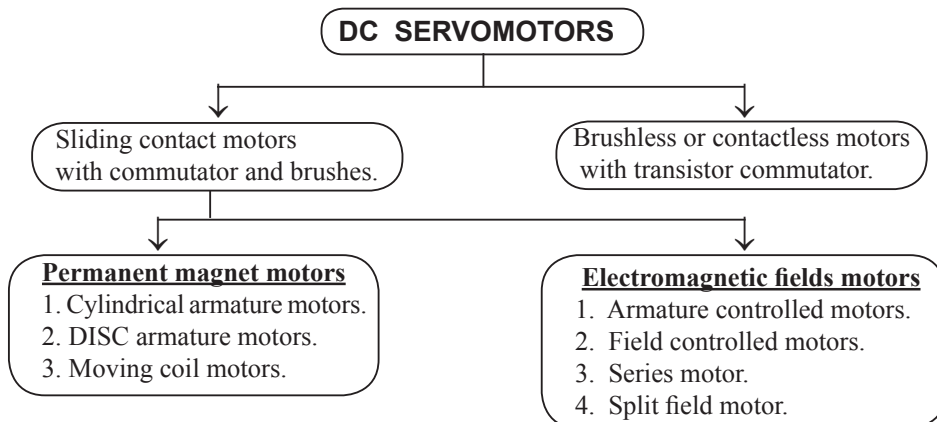 DC SERVOMOTORS
Sliding contact motors
with commutator and brushes.
Brushless or contactless motors
with transistor commutator.
Permanent magnet motors
1. Cylindrical armature motors.
2. DISC armature motors.
3. Moving coil motors.
Electromagnetic fields motors
1. Armature controlled motors.
2. Field controlled motors.
3. Series motor.
4. Split field motor.